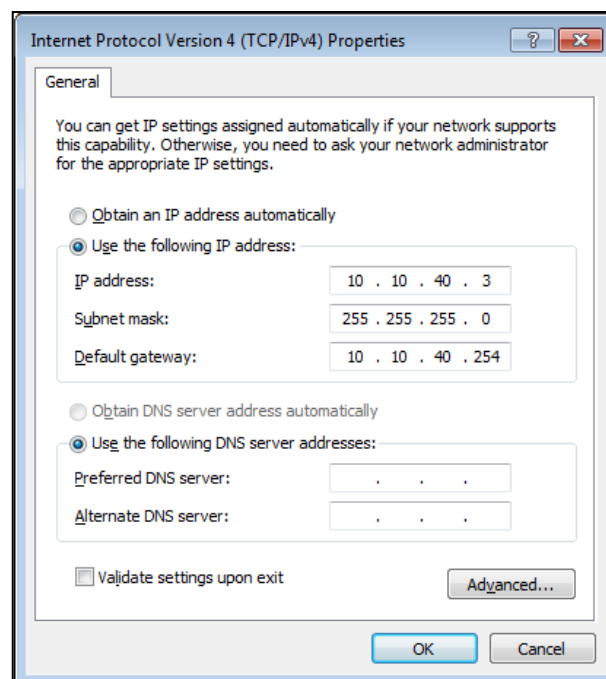 Internet Protocol Version 4 (TCP/IPv4) Properties
General
You can get IP settings assigned automatically if your network supports
this capability. Otherwise, you need to ask your network administrator
for the appropriate IP settings.
Obtain an IP address automatically
Use the following IP address:
IP address: 10 . 10 . 40 . 3
Subnet mask: 255 . 255 . 255 . 0
Default gateway: 10 . 10 . 40 . 254
Obtain DNS server address automatically
Use the following DNS server addresses:
Preferred DNS server: . . .
Alternate DNS server: . . .
Validate settings upon exit
Advanced...
OK Cancel